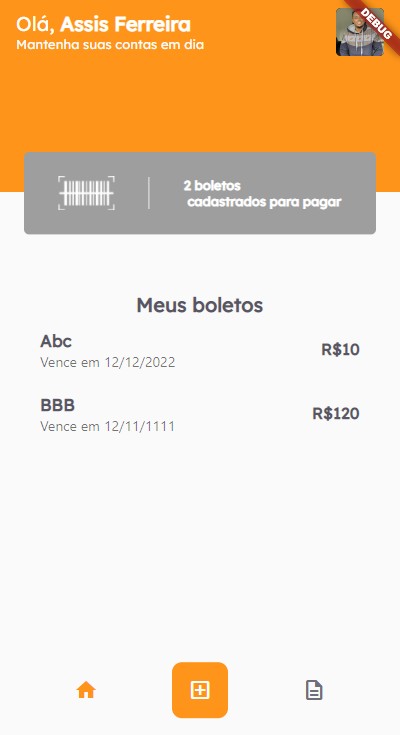 Olá, Assis Ferreira
Mantenha suas contas em dia
DEBUG
2 boletos
cadastrados para pagar
Meus boletos
Abc
R$10
Vence em 12/12/2022
BBB
R$120
Vence em 12/11/1111